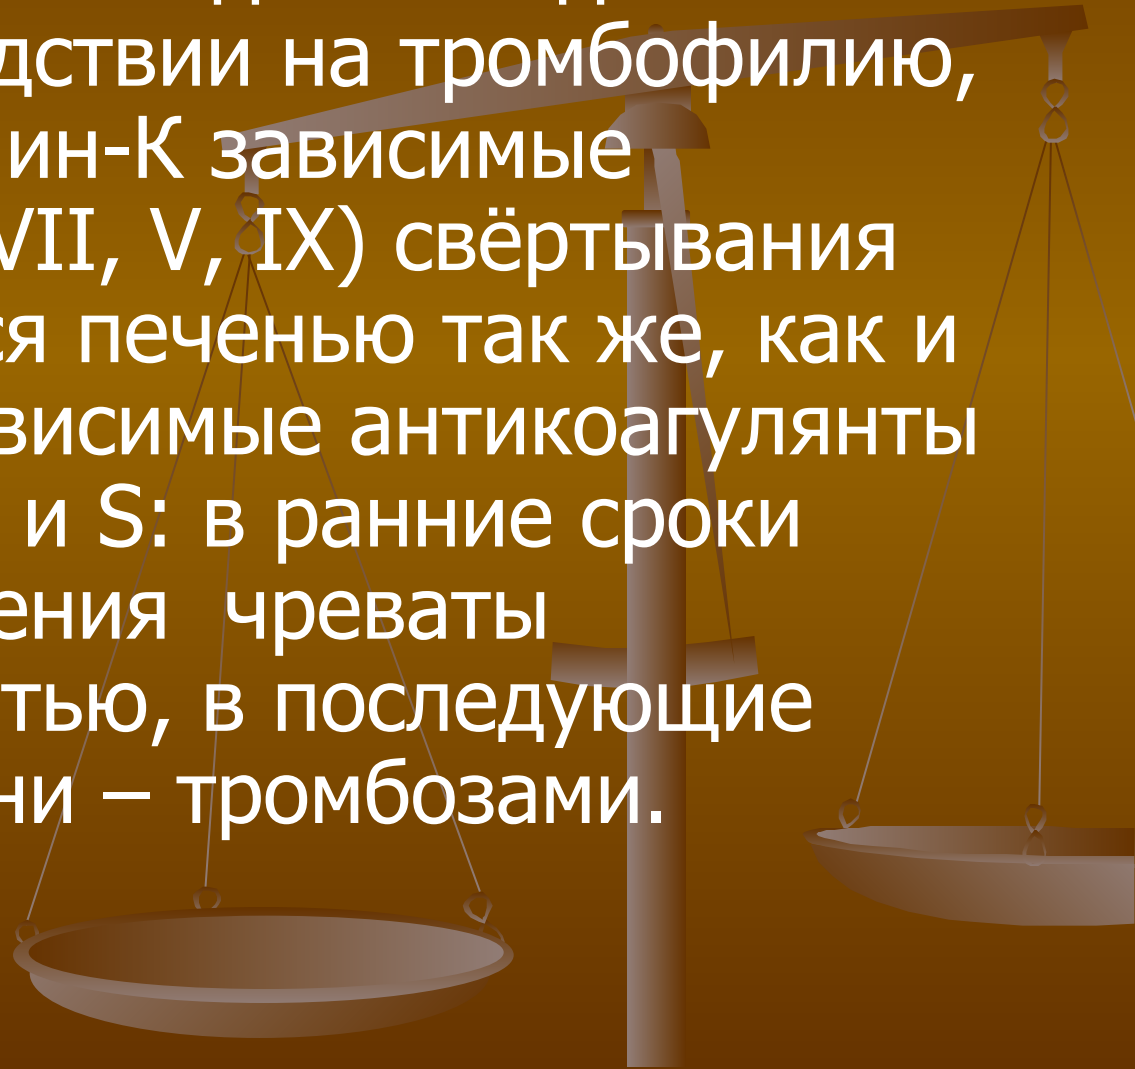 дствии на тромбофилию,
ин-К зависимые
VII, V, IX) свёртывания
ся печенью так же, как и
висимые антикоагулянты
и S: в ранние сроки
ения чреваты
тью, в последующие
ни – тромбозами.